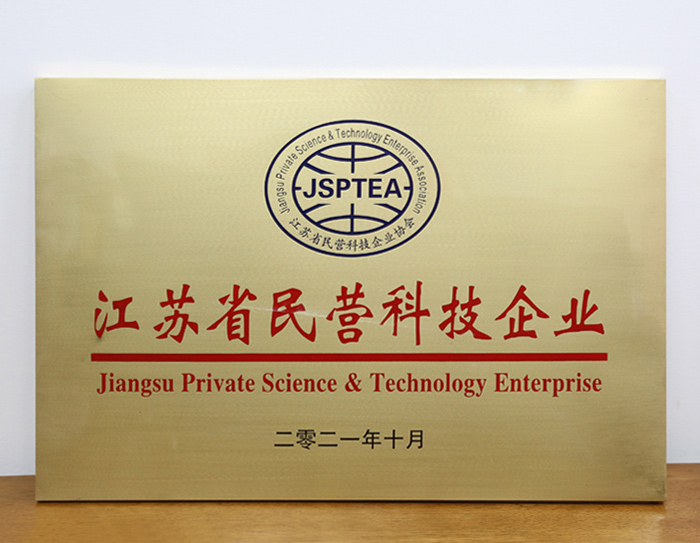 Jiangsu Private Science & Technology Enterprise Association
JSPTEA
江苏省民营科技企业协会
江苏省民营科技企业
Jiangsu Private Science & Technology Enterprise
二零二一年十月